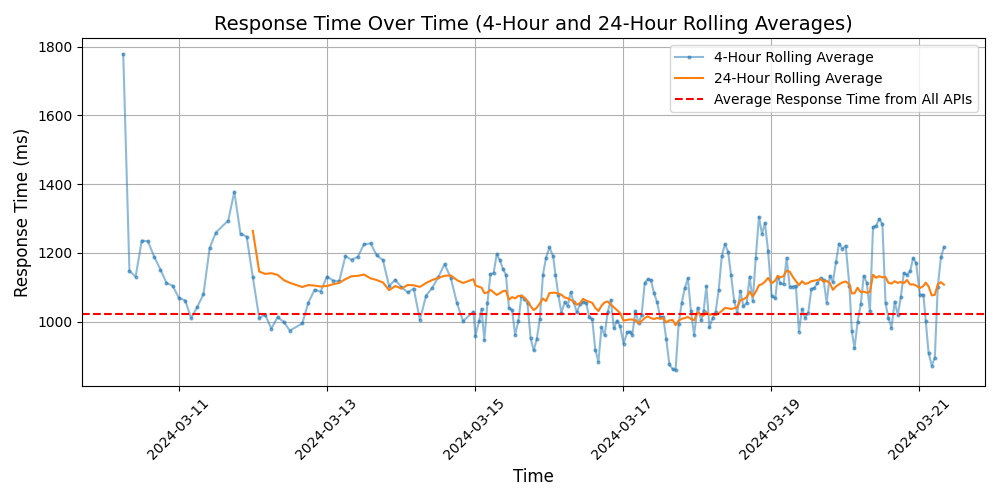 Response Time Over Time (4-Hour and 24-Hour Rolling Averages)
4-Hour Rolling Average
24-Hour Rolling Average
Average Response Time from All APIs
Response Time (ms)
1800
1600
1400
1200
1000
2024-03-11
2024-03-13
2024-03-15
2024-03-17
2024-03-19
2024-03-21
Time